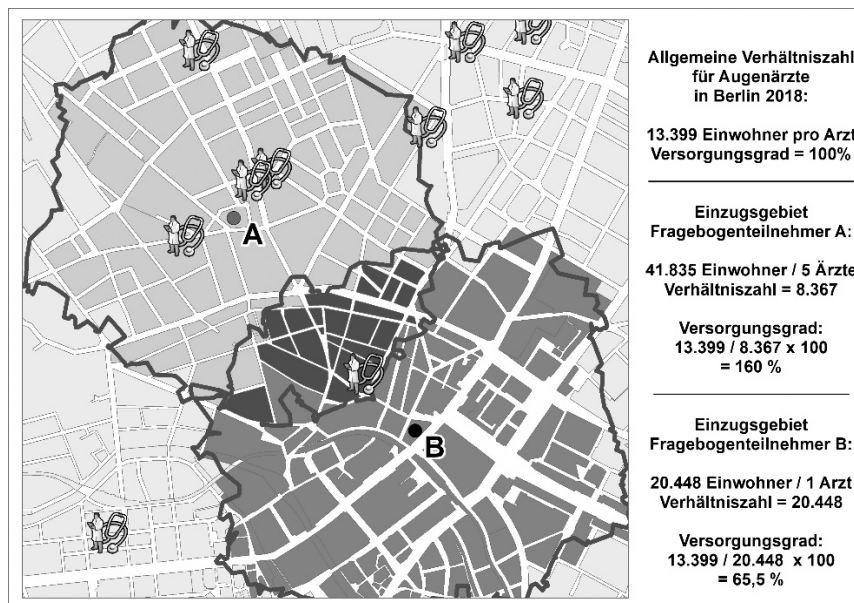 A
B
Allgemeine Verhältniszahl
für Augenärzte
in Berlin 2018:
13.399 Einwohner pro Arzt
Versorgungsgrad = 100%
Einzugsgebiet
Fragebogenteilnehmer A:
41.835 Einwohner / 5 Ärzte
Verhältniszahl = 8.367
Versorgungsgrad:
13.399 / 8.367 x 100
= 160 %
Einzugsgebiet
Fragebogenteilnehmer B:
20.448 Einwohner / 1 Arzt
Verhältniszahl = 20.448
Versorgungsgrad:
13.399 / 20.448 x 100
= 65,5 %